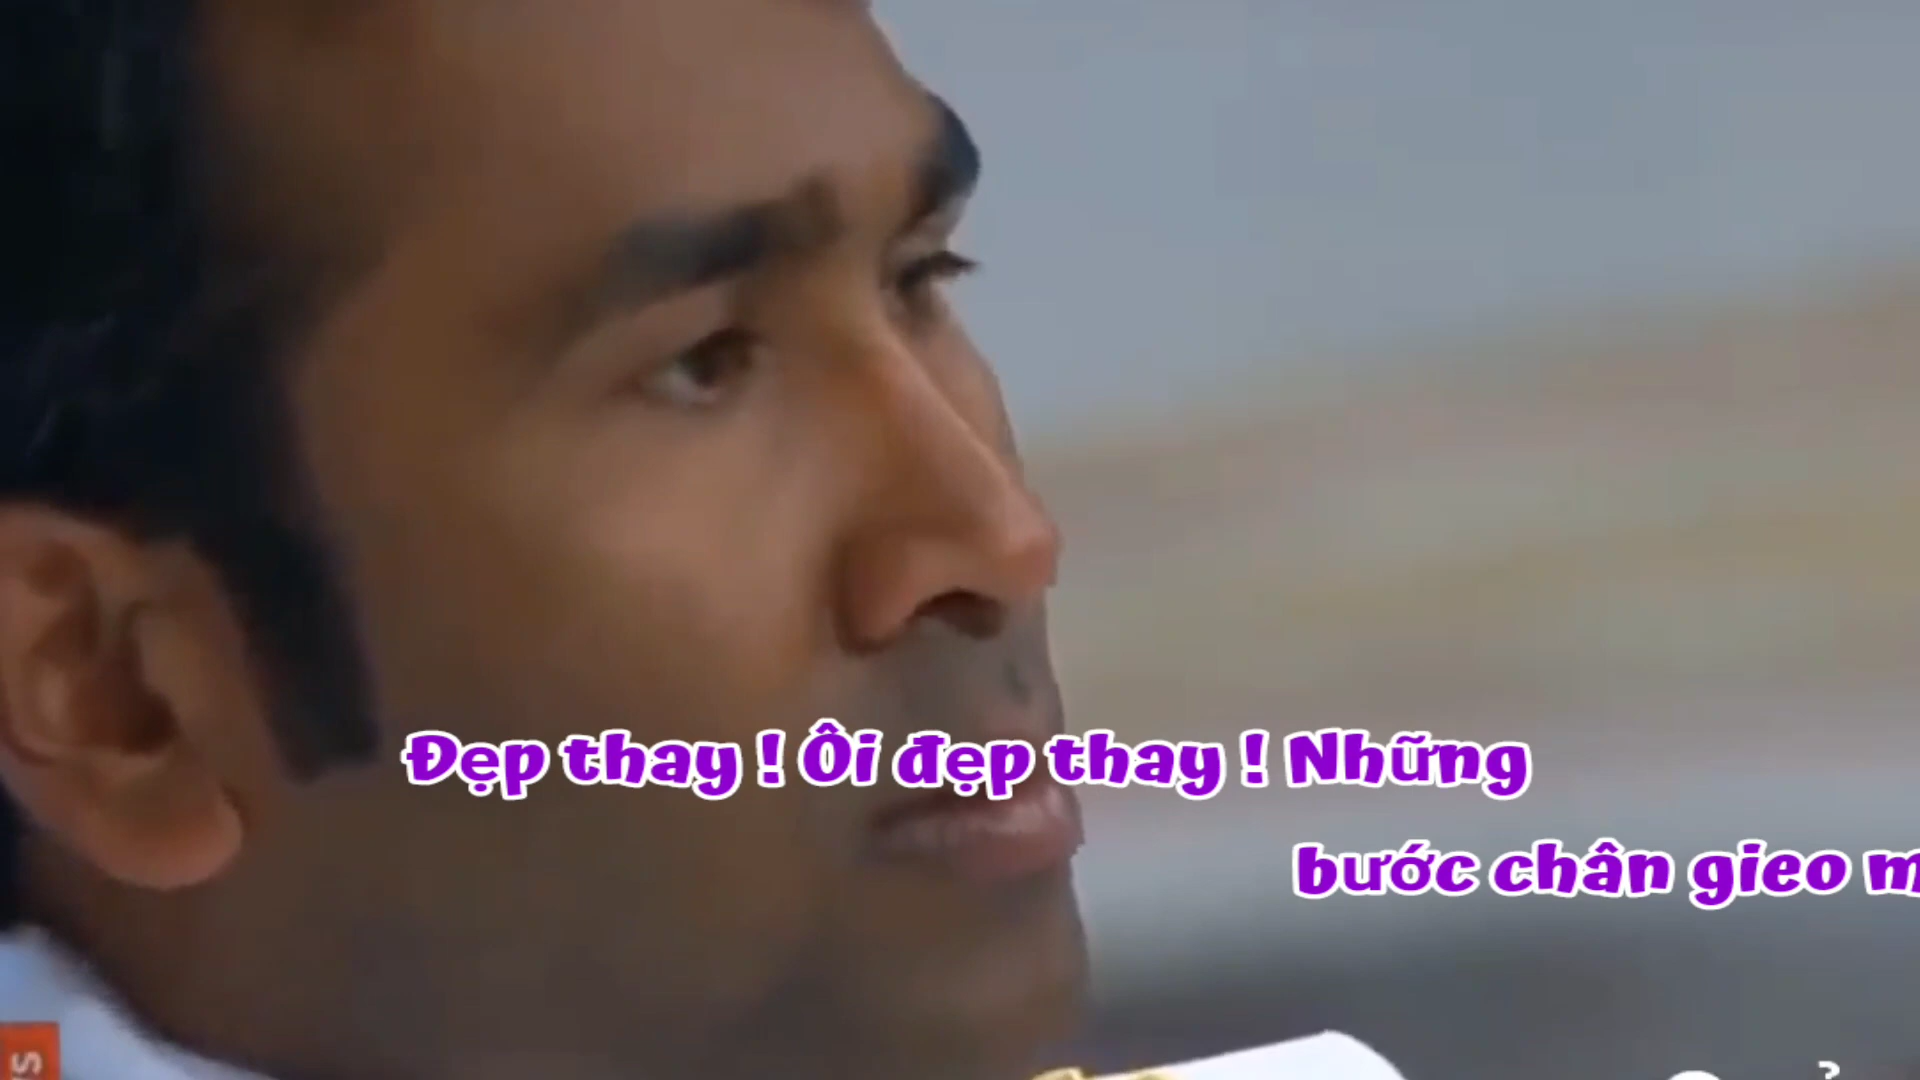 Đẹp thay ! Ôi đẹp thay ! Những
bước chân gieo